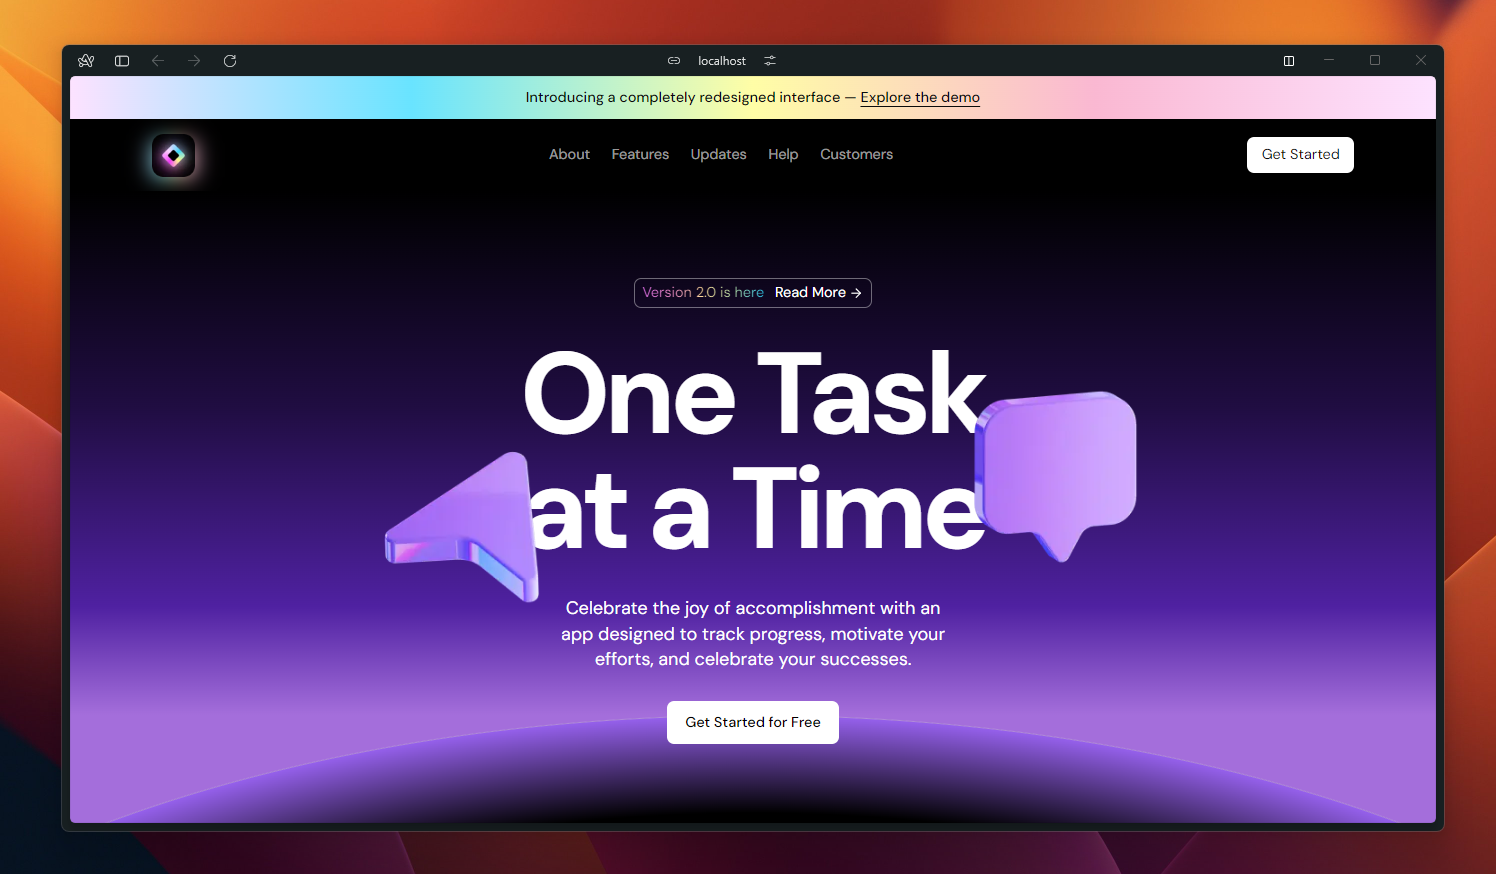 localhost
Introducing a completely redesigned interface — Explore the demo
About Features Updates Help Customers Get Started
Version 2.0 is here Read More →
One Task
at a Time
Celebrate the joy of accomplishment with an
app designed to track progress, motivate your
efforts, and celebrate your successes.
Get Started for Free